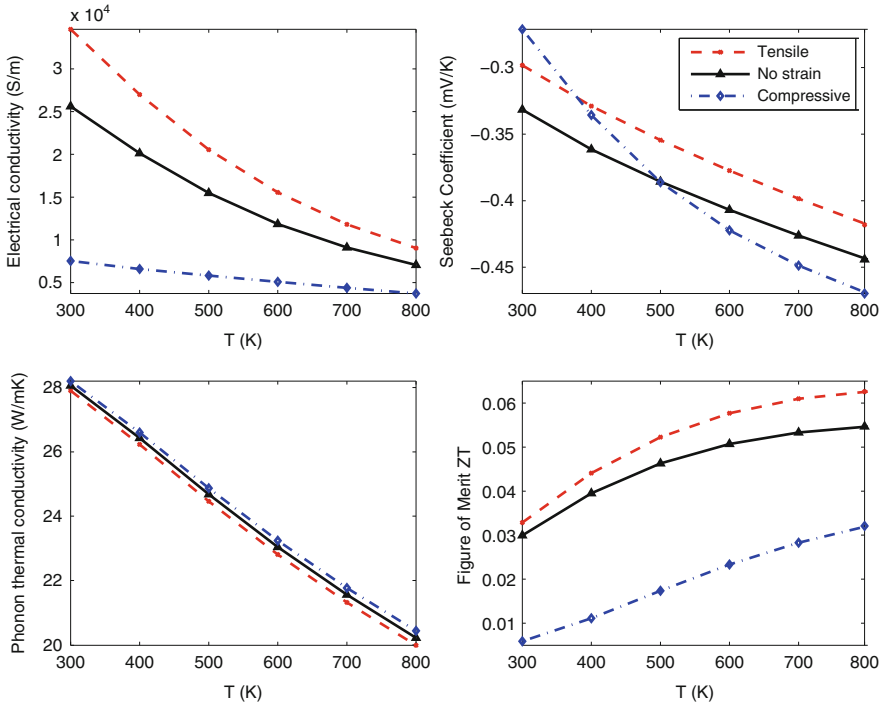 x 10⁴
3.5
3
2.5
2
1.5
1
0.5
300 400 500 600 700 800
T (K)
Electrical conductivity (S/m)
−0.3
−0.35
−0.4
−0.45
300 400 500 600 700 800
T (K)
Seebeck Coefficient (mV/K)
Tensile
No strain
Compressive
28
26
24
22
20
300 400 500 600 700 800
T (K)
Phonon thermal conductivity (W/mK)
0.06
0.05
0.04
0.03
0.02
0.01
300 400 500 600 700 800
T (K)
Figure of Merit ZT